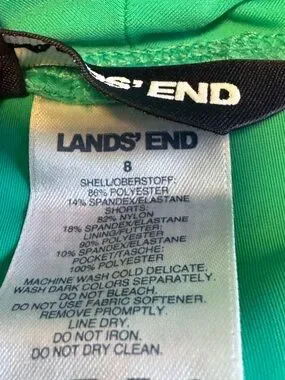 S' END
LANDS' END
8
SHELL/OBERSTOFF:
86% POLYESTER
14% SPANDEX/ELASTANE
SHORTS:
82% NYLON
18% SPANDEX/ELASTANE
LINING/FUTTER:
90% POLYESTER
10% SPANDEX/ELASTANE
POCKET/TASCHE:
100% POLYESTER
MACHINE WASH COLD DELICATE.
WASH DARK COLORS SEPARATELY.
DO NOT BLEACH.
DO NOT USE FABRIC SOFTENER.
REMOVE PROMPTLY.
LINE DRY.
DO NOT IRON.
DO NOT DRY CLEAN.